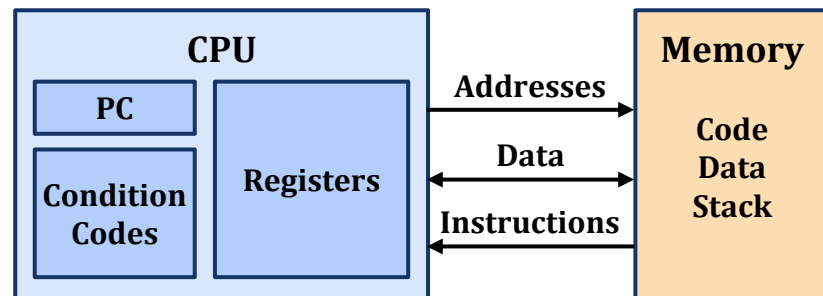 CPU
PC
Condition
Codes
Registers
Addresses
Data
Instructions
Memory
Code
Data
Stack